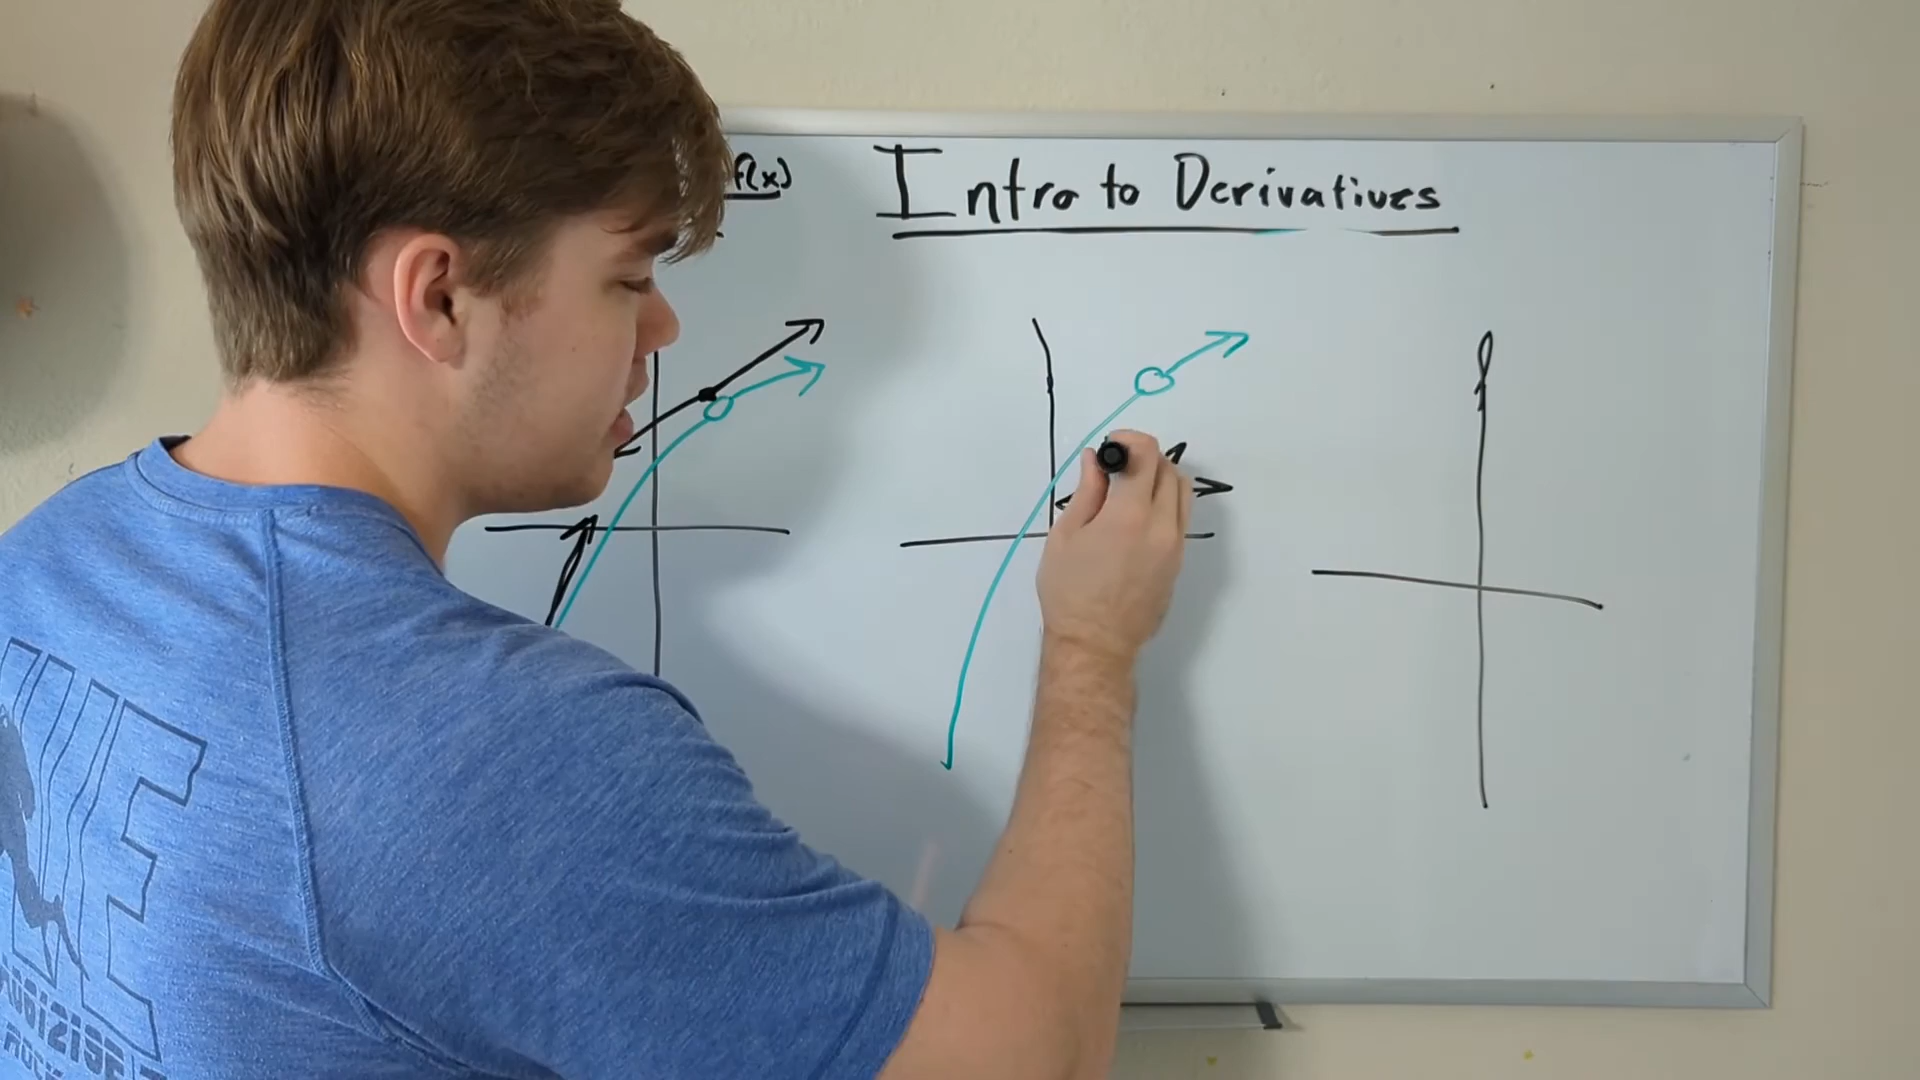 f(x)
Intro to Derivatives